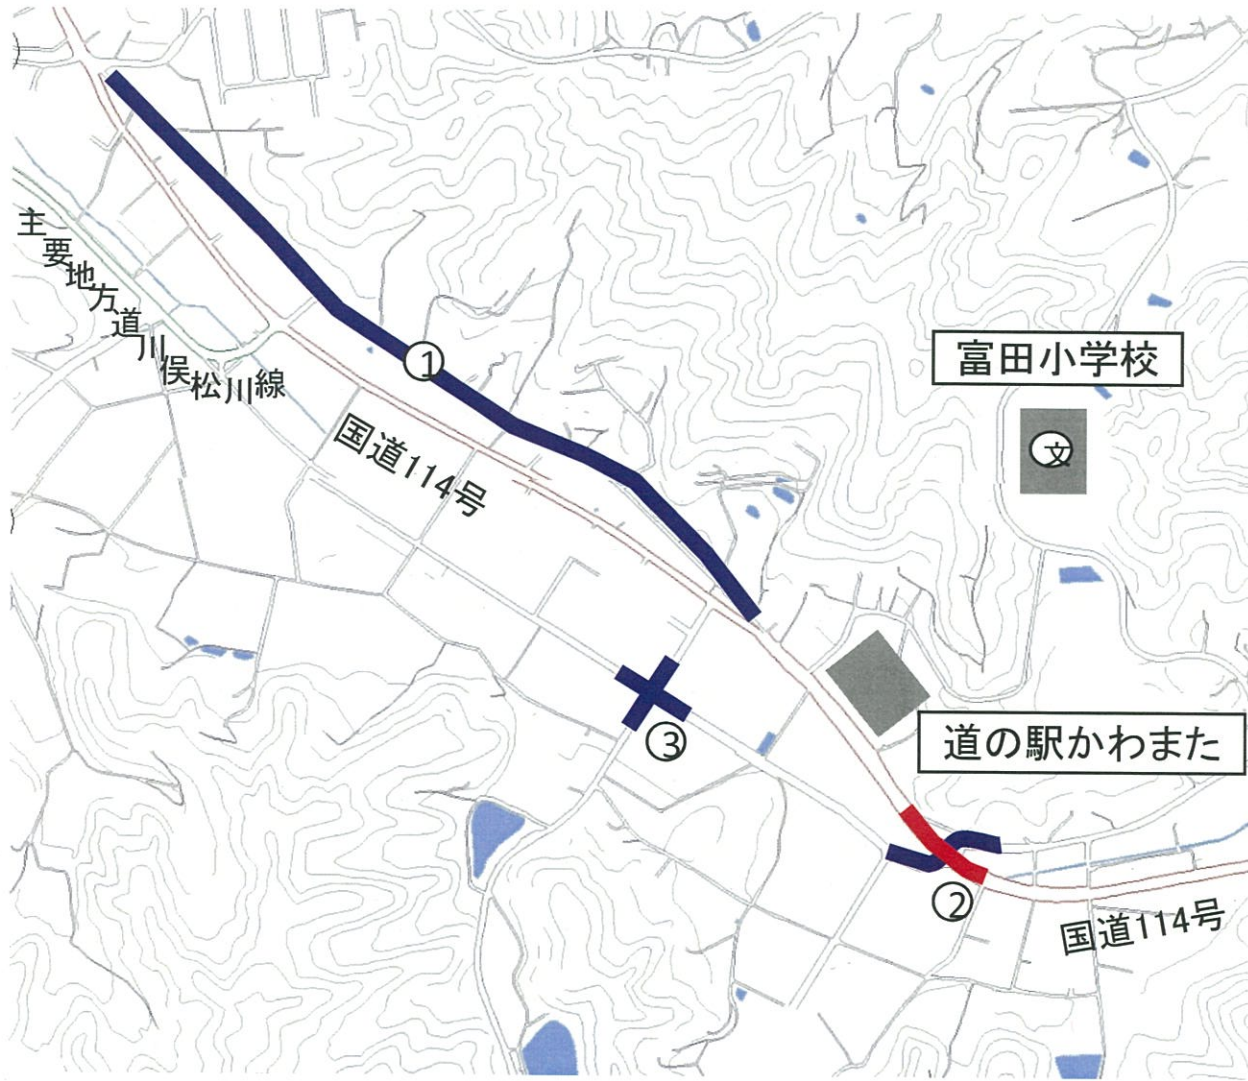 主要地方道川俣松川線
①
富田小学校
文
国道114号
③
道の駅かわまた
②
国道114号